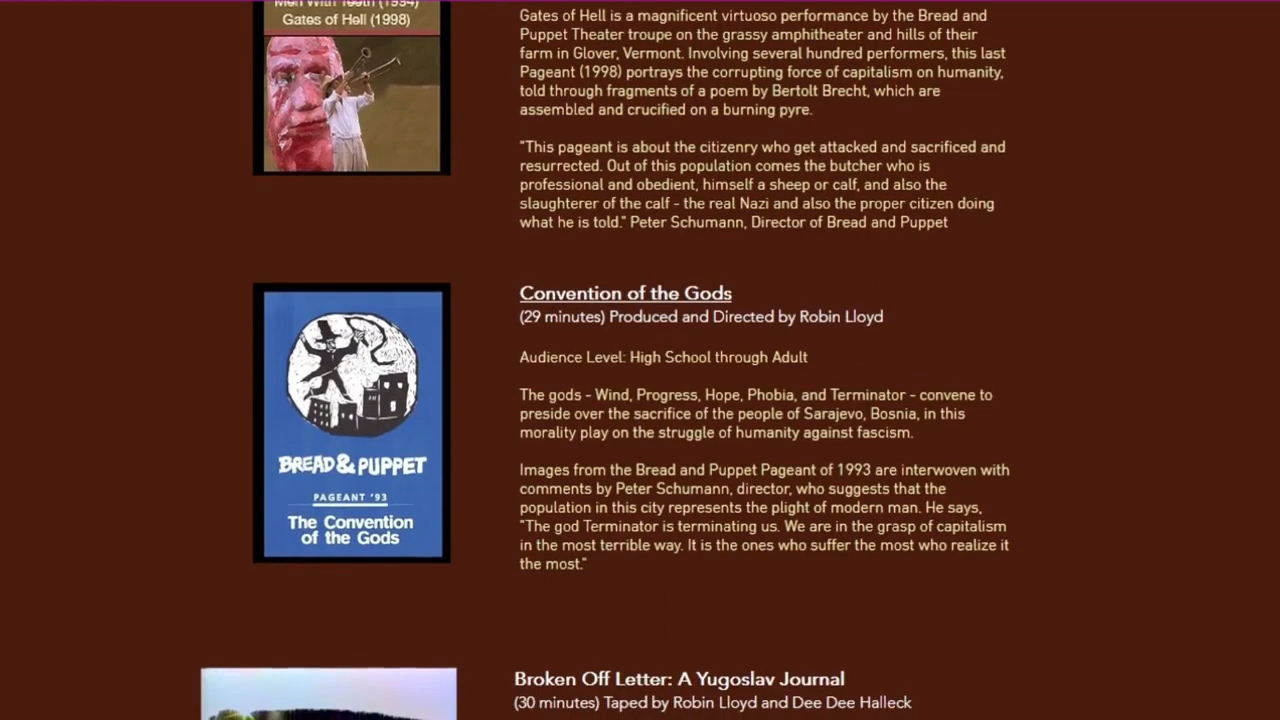 Men With Teeth (1994)
Gates of Hell (1998)
Gates of Hell is a magnificent virtuoso performance by the Bread and
Puppet Theater troupe on the grassy amphitheater and hills of their
farm in Glover, Vermont. Involving several hundred performers, this last
Pageant (1998) portrays the corrupting force of capitalism on humanity,
told through fragments of a poem by Bertolt Brecht, which are
assembled and crucified on a burning pyre.
"This pageant is about the citizenry who get attacked and sacrificed and
resurrected. Out of this population comes the butcher who is
professional and obedient, himself a sheep or calf, and also the
slaughterer of the calf - the real Nazi and also the proper citizen doing
what he is told." Peter Schumann, Director of Bread and Puppet
BREAD & PUPPET
PAGEANT '93
The Convention
of the Gods
Convention of the Gods
(29 minutes) Produced and Directed by Robin Lloyd
Audience Level: High School through Adult
The gods - Wind, Progress, Hope, Phobia, and Terminator - convene to
preside over the sacrifice of the people of Sarajevo, Bosnia, in this
morality play on the struggle of humanity against fascism.
Images from the Bread and Puppet Pageant of 1993 are interwoven with
comments by Peter Schumann, director, who suggests that the
population in this city represents the plight of modern man. He says,
"The god Terminator is terminating us. We are in the grasp of capitalism
in the most terrible way. It is the ones who suffer the most who realize it
the most."
Broken Off Letter: A Yugoslav Journal
(30 minutes) Taped by Robin Lloyd and Dee Dee Halleck